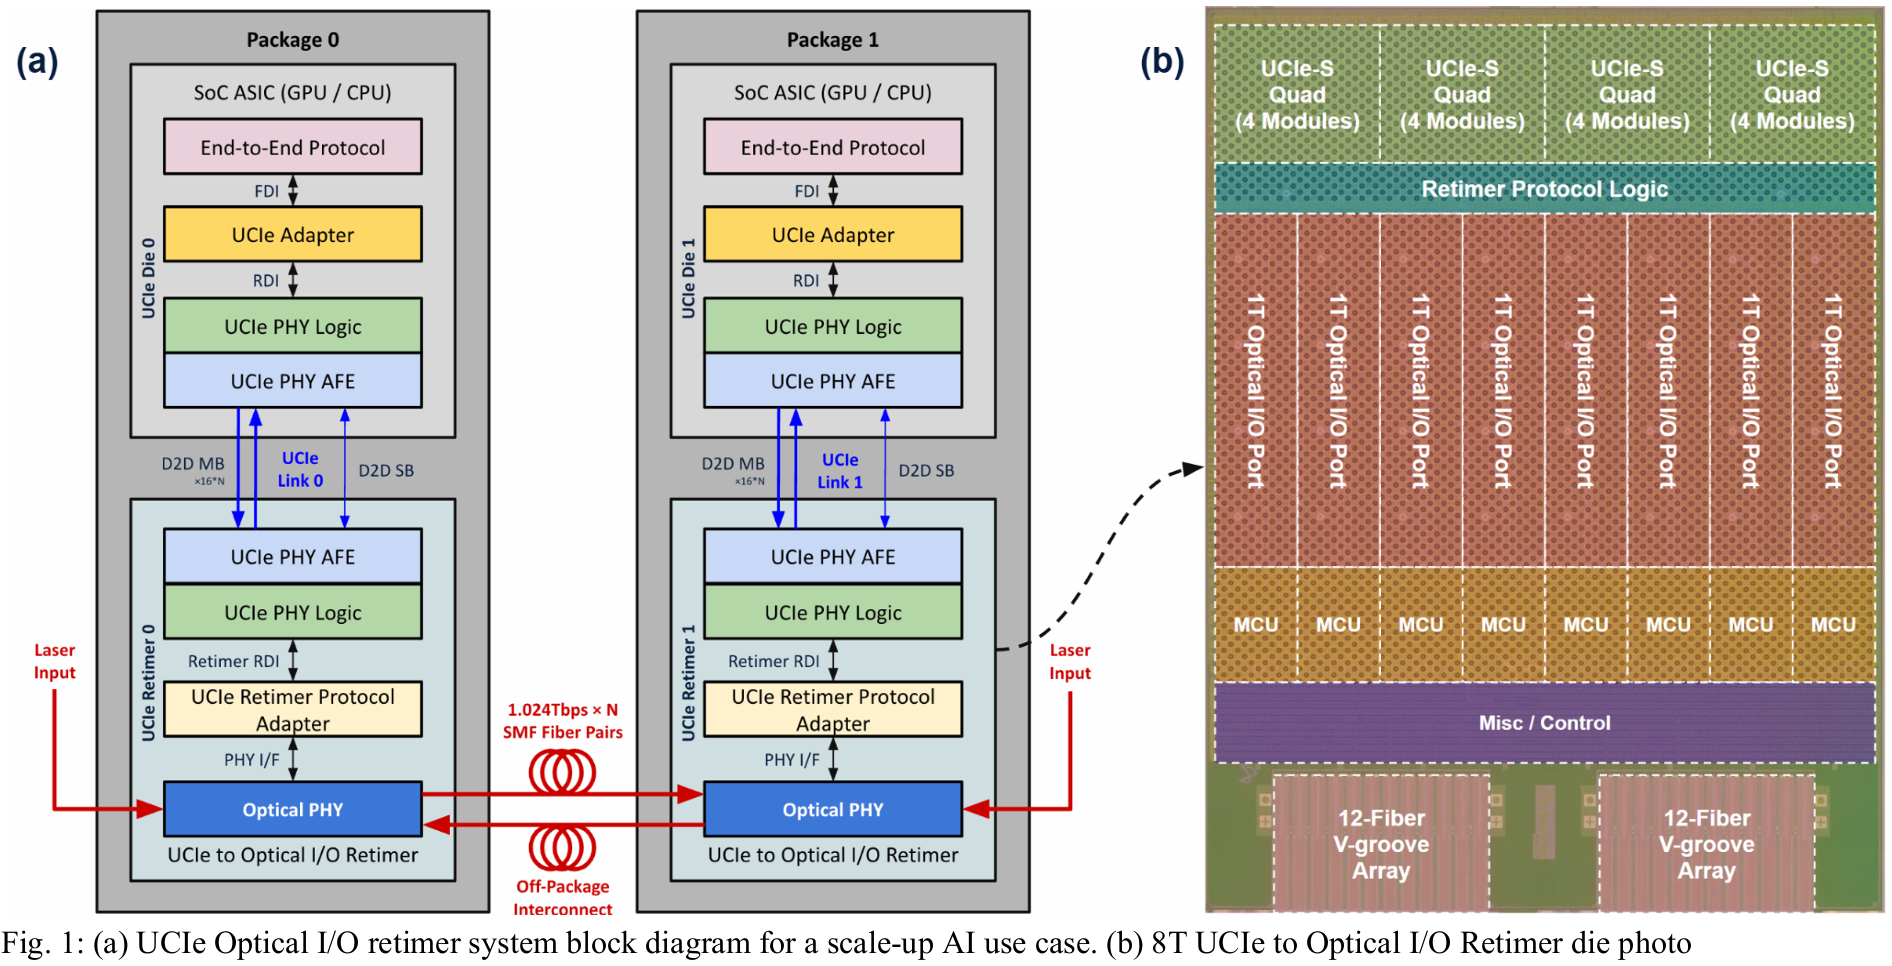 (a)
Package 0
SoC ASIC (GPU / CPU)
End-to-End Protocol
FDI
UCIe Adapter
RDI
UCIe PHY Logic
UCIe PHY AFE
UCIe Die 0
D2D MB
×16*N
UCIe
Link 0
D2D SB
UCIe PHY AFE
UCIe PHY Logic
Retimer RDI
UCIe Retimer Protocol
Adapter
PHY I/F
Optical PHY
UCIe to Optical I/O Retimer
UCIe Retimer 0
Laser
Input
1.024Tbps × N
SMF Fiber Pairs
Off-Package
Interconnect
Package 1
SoC ASIC (GPU / CPU)
End-to-End Protocol
FDI
UCIe Adapter
RDI
UCIe PHY Logic
UCIe PHY AFE
UCIe Die 1
D2D MB
×16*N
UCIe
Link 1
D2D SB
UCIe PHY AFE
UCIe PHY Logic
Retimer RDI
UCIe Retimer Protocol
Adapter
PHY I/F
Optical PHY
UCIe to Optical I/O Retimer
UCIe Retimer 1
Laser
Input
(b)
UCIe-S
Quad
(4 Modules)
UCIe-S
Quad
(4 Modules)
UCIe-S
Quad
(4 Modules)
UCIe-S
Quad
(4 Modules)
Retimer Protocol Logic
1T Optical I/O Port
1T Optical I/O Port
1T Optical I/O Port
1T Optical I/O Port
1T Optical I/O Port
1T Optical I/O Port
1T Optical I/O Port
1T Optical I/O Port
MCU
MCU
MCU
MCU
MCU
MCU
MCU
MCU
Misc / Control
12-Fiber
V-groove
Array
12-Fiber
V-groove
Array
Fig. 1: (a) UCIe Optical I/O retimer system block diagram for a scale-up AI use case. (b) 8T UCIe to Optical I/O Retimer die photo